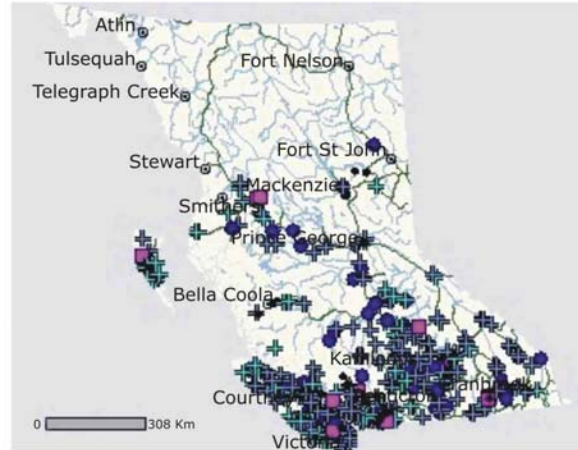 Atlin
Tulsequah
Fort Nelson
Telegraph Creek
Fort St John
Stewart
Mackenzie
Smithers
Prince George
Bella Coola
Victoria
0 308 Km